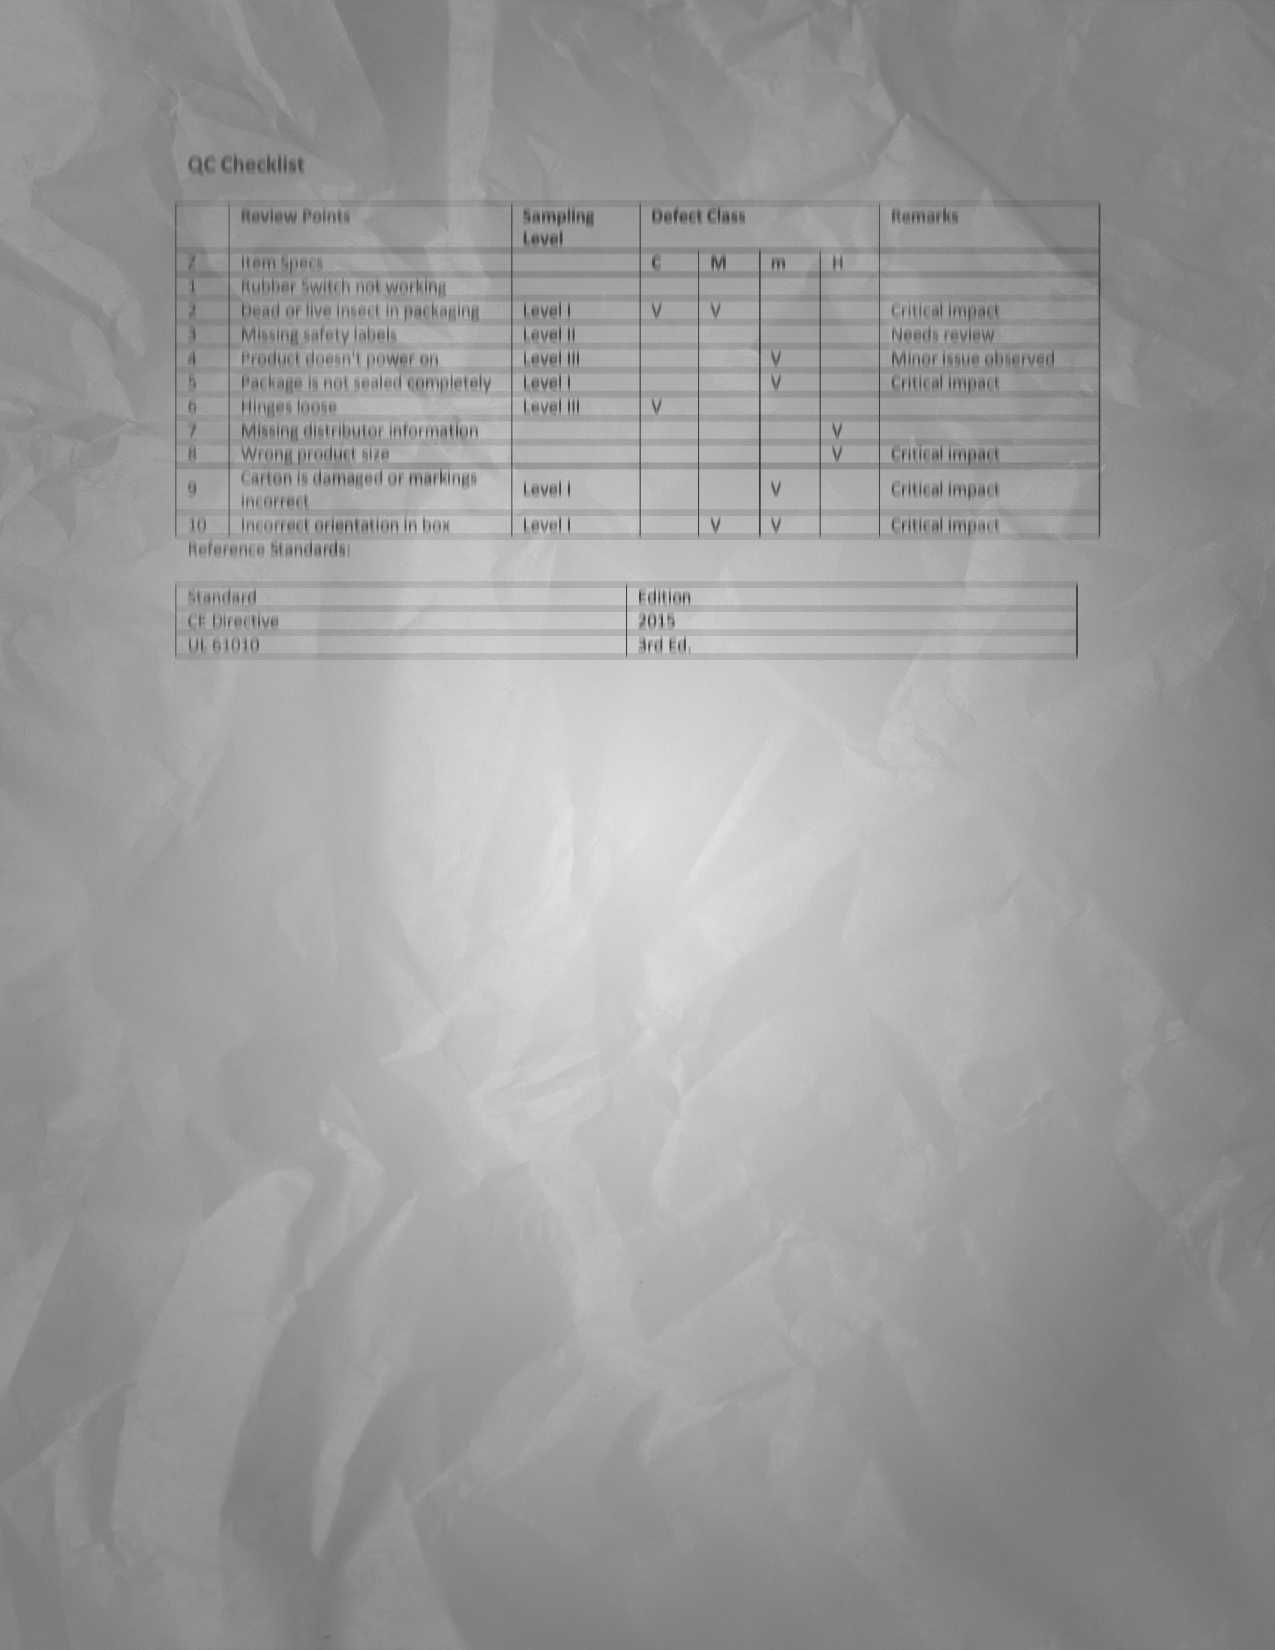 QC Checklist
Review Points Sampling Level Defect Class Remarks
Item Specs C M m H
1 Rubber Switch not working
2 Dead or live insect in packaging Level I V V Critical impact
3 Missing safety labels Level II Needs review
4 Product doesn't power on Level III V Minor issue observed
5 Package is not sealed completely Level I V Critical impact
6 Hinges loose Level III V
7 Missing distributor information V
8 Wrong product size V Critical impact
9 Carton is damaged or markings incorrect Level I V Critical impact
10 Incorrect orientation in box Level I V V Critical impact
Reference Standards:
Standard Edition
CE Directive 2015
UL 61010 3rd Ed.